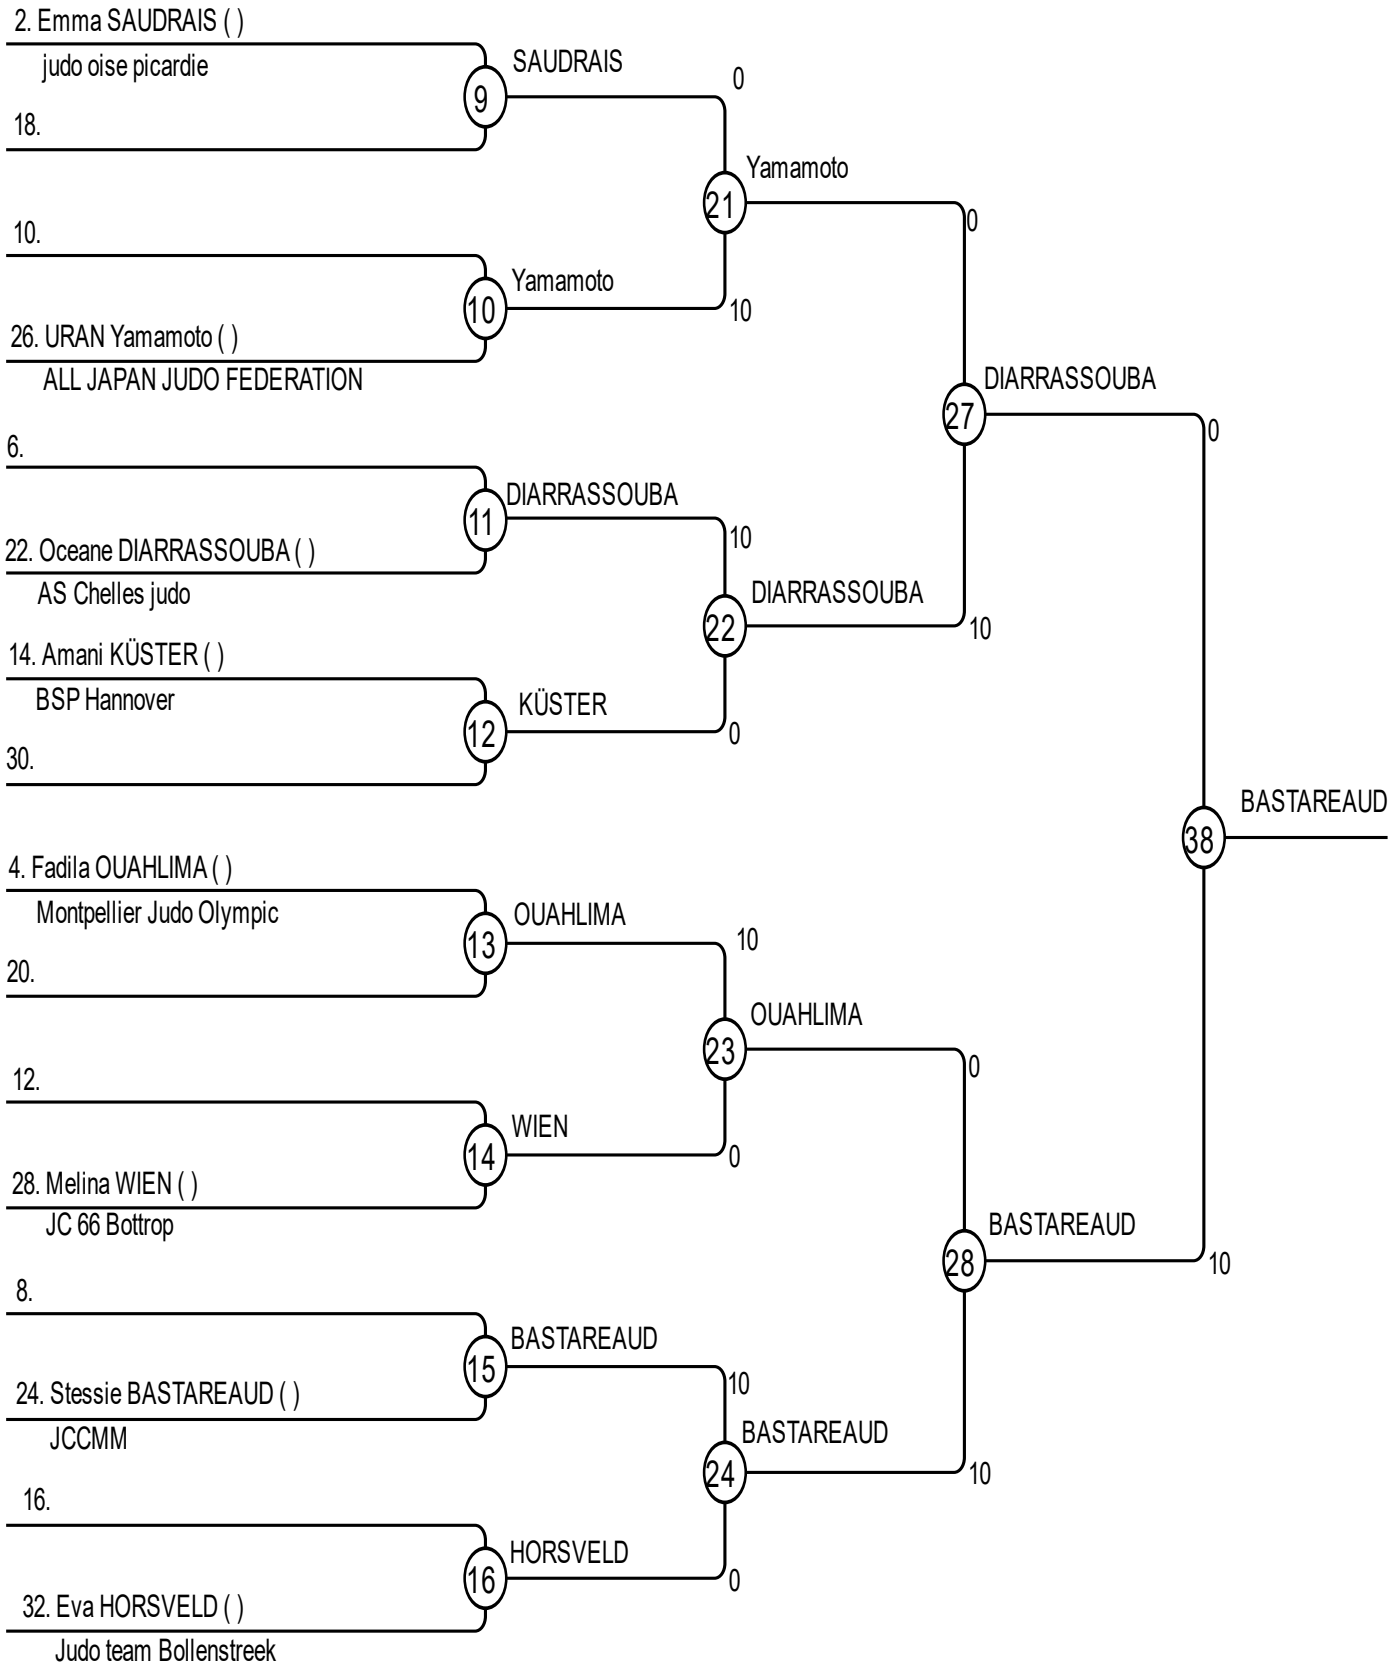 2. Emma SAUDRAIS ( )
judo oise picardie
18.
9
SAUDRAIS
0
10.
26. URAN Yamamoto ( )
ALL JAPAN JUDO FEDERATION
10
Yamamoto
10
21
Yamamoto
0
6.
22. Oceane DIARRASSOUBA ( )
AS Chelles judo
11
DIARRASSOUBA
10
14. Amani KÜSTER ( )
BSP Hannover
30.
12
KÜSTER
0
22
DIARRASSOUBA
10
27
DIARRASSOUBA
0
4. Fadila OUAHLIMA ( )
Montpellier Judo Olympic
20.
13
OUAHLIMA
10
12.
28. Melina WIEN ( )
JC 66 Bottrop
14
WIEN
0
23
OUAHLIMA
0
8.
24. Stessie BASTAREAUD ( )
JCCMM
15
BASTAREAUD
10
16.
32. Eva HORSVELD ( )
Judo team Bollenstreek
16
HORSVELD
0
24
BASTAREAUD
10
28
BASTAREAUD
10
38
BASTAREAUD